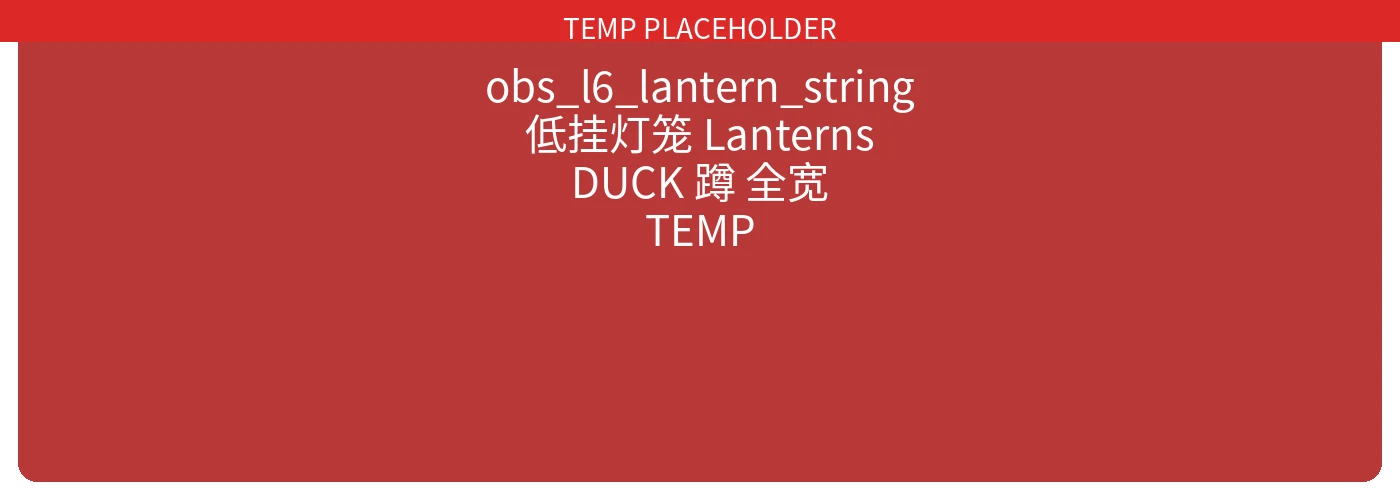 TEMP PLACEHOLDER
obs_l6_lantern_string
低挂灯笼 Lanterns
DUCK 蹲 全宽
TEMP